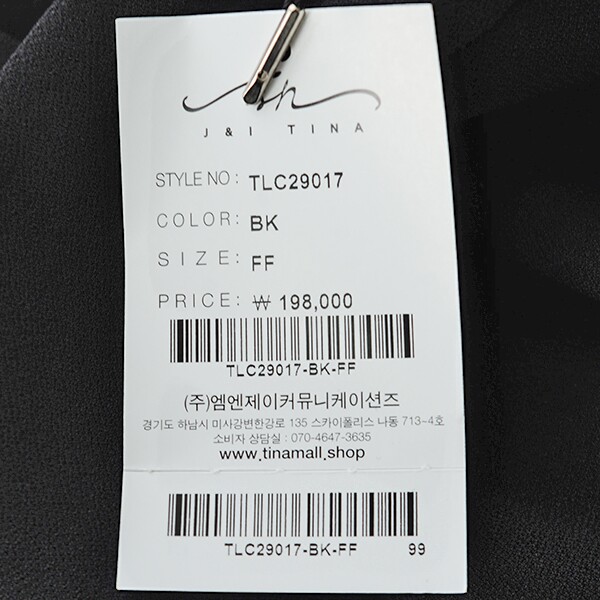 J & I TINA
STYLE NO : TLC29017
COLOR: BK
SIZE: FF
PRICE: ₩ 198,000
TLC29017-BK-FF
(주)엠엔제이커뮤니케이션즈
경기도 하남시 미사강변한강로 135 스카이폴리스 나동 713-4호
소비자 상담실 : 070-4647-3635
www.tinamall.shop
TLC29017-BK-FF 99